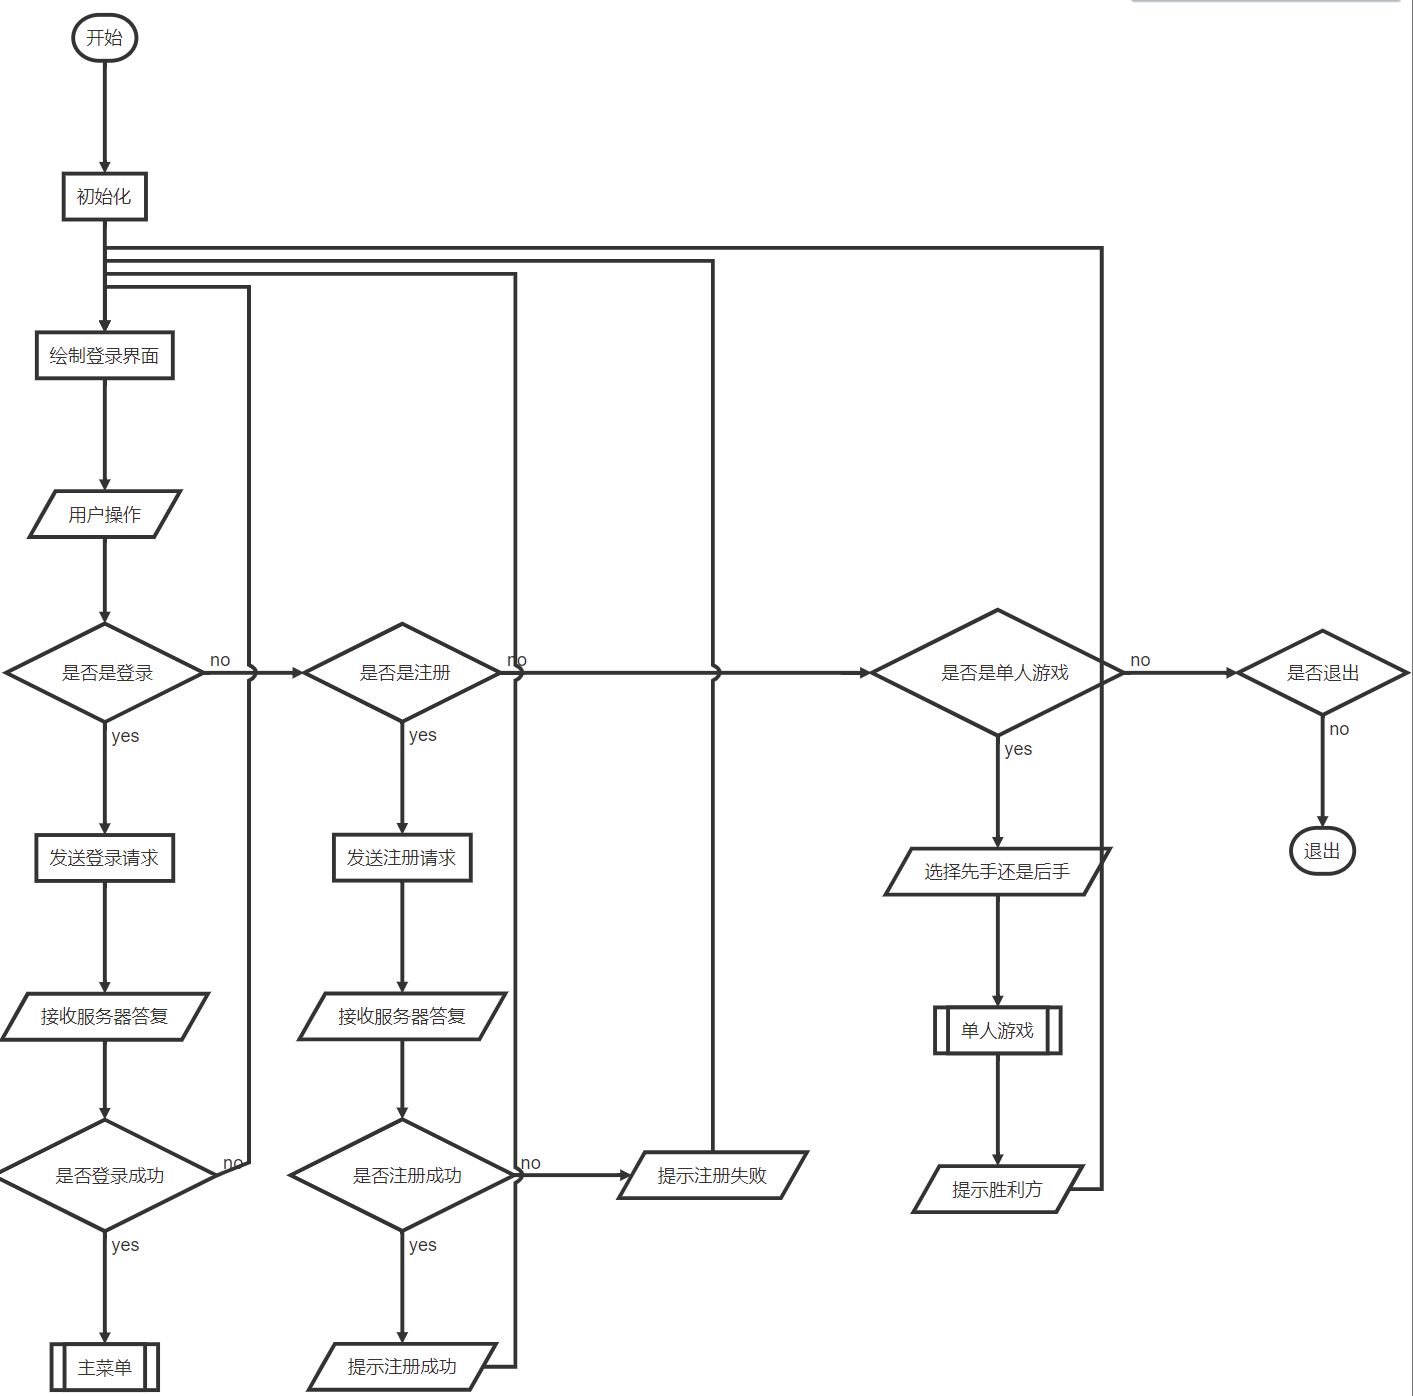 开始
初始化
绘制登录界面
用户操作
是否是登录
no
是否是注册
no
是否是单人游戏
no
是否退出
yes
yes
yes
no
发送登录请求
发送注册请求
选择先手还是后手
退出
接收服务器答复
接收服务器答复
单人游戏
是否登录成功
no
是否注册成功
no
提示注册失败
提示胜利方
yes
yes
主菜单
提示注册成功